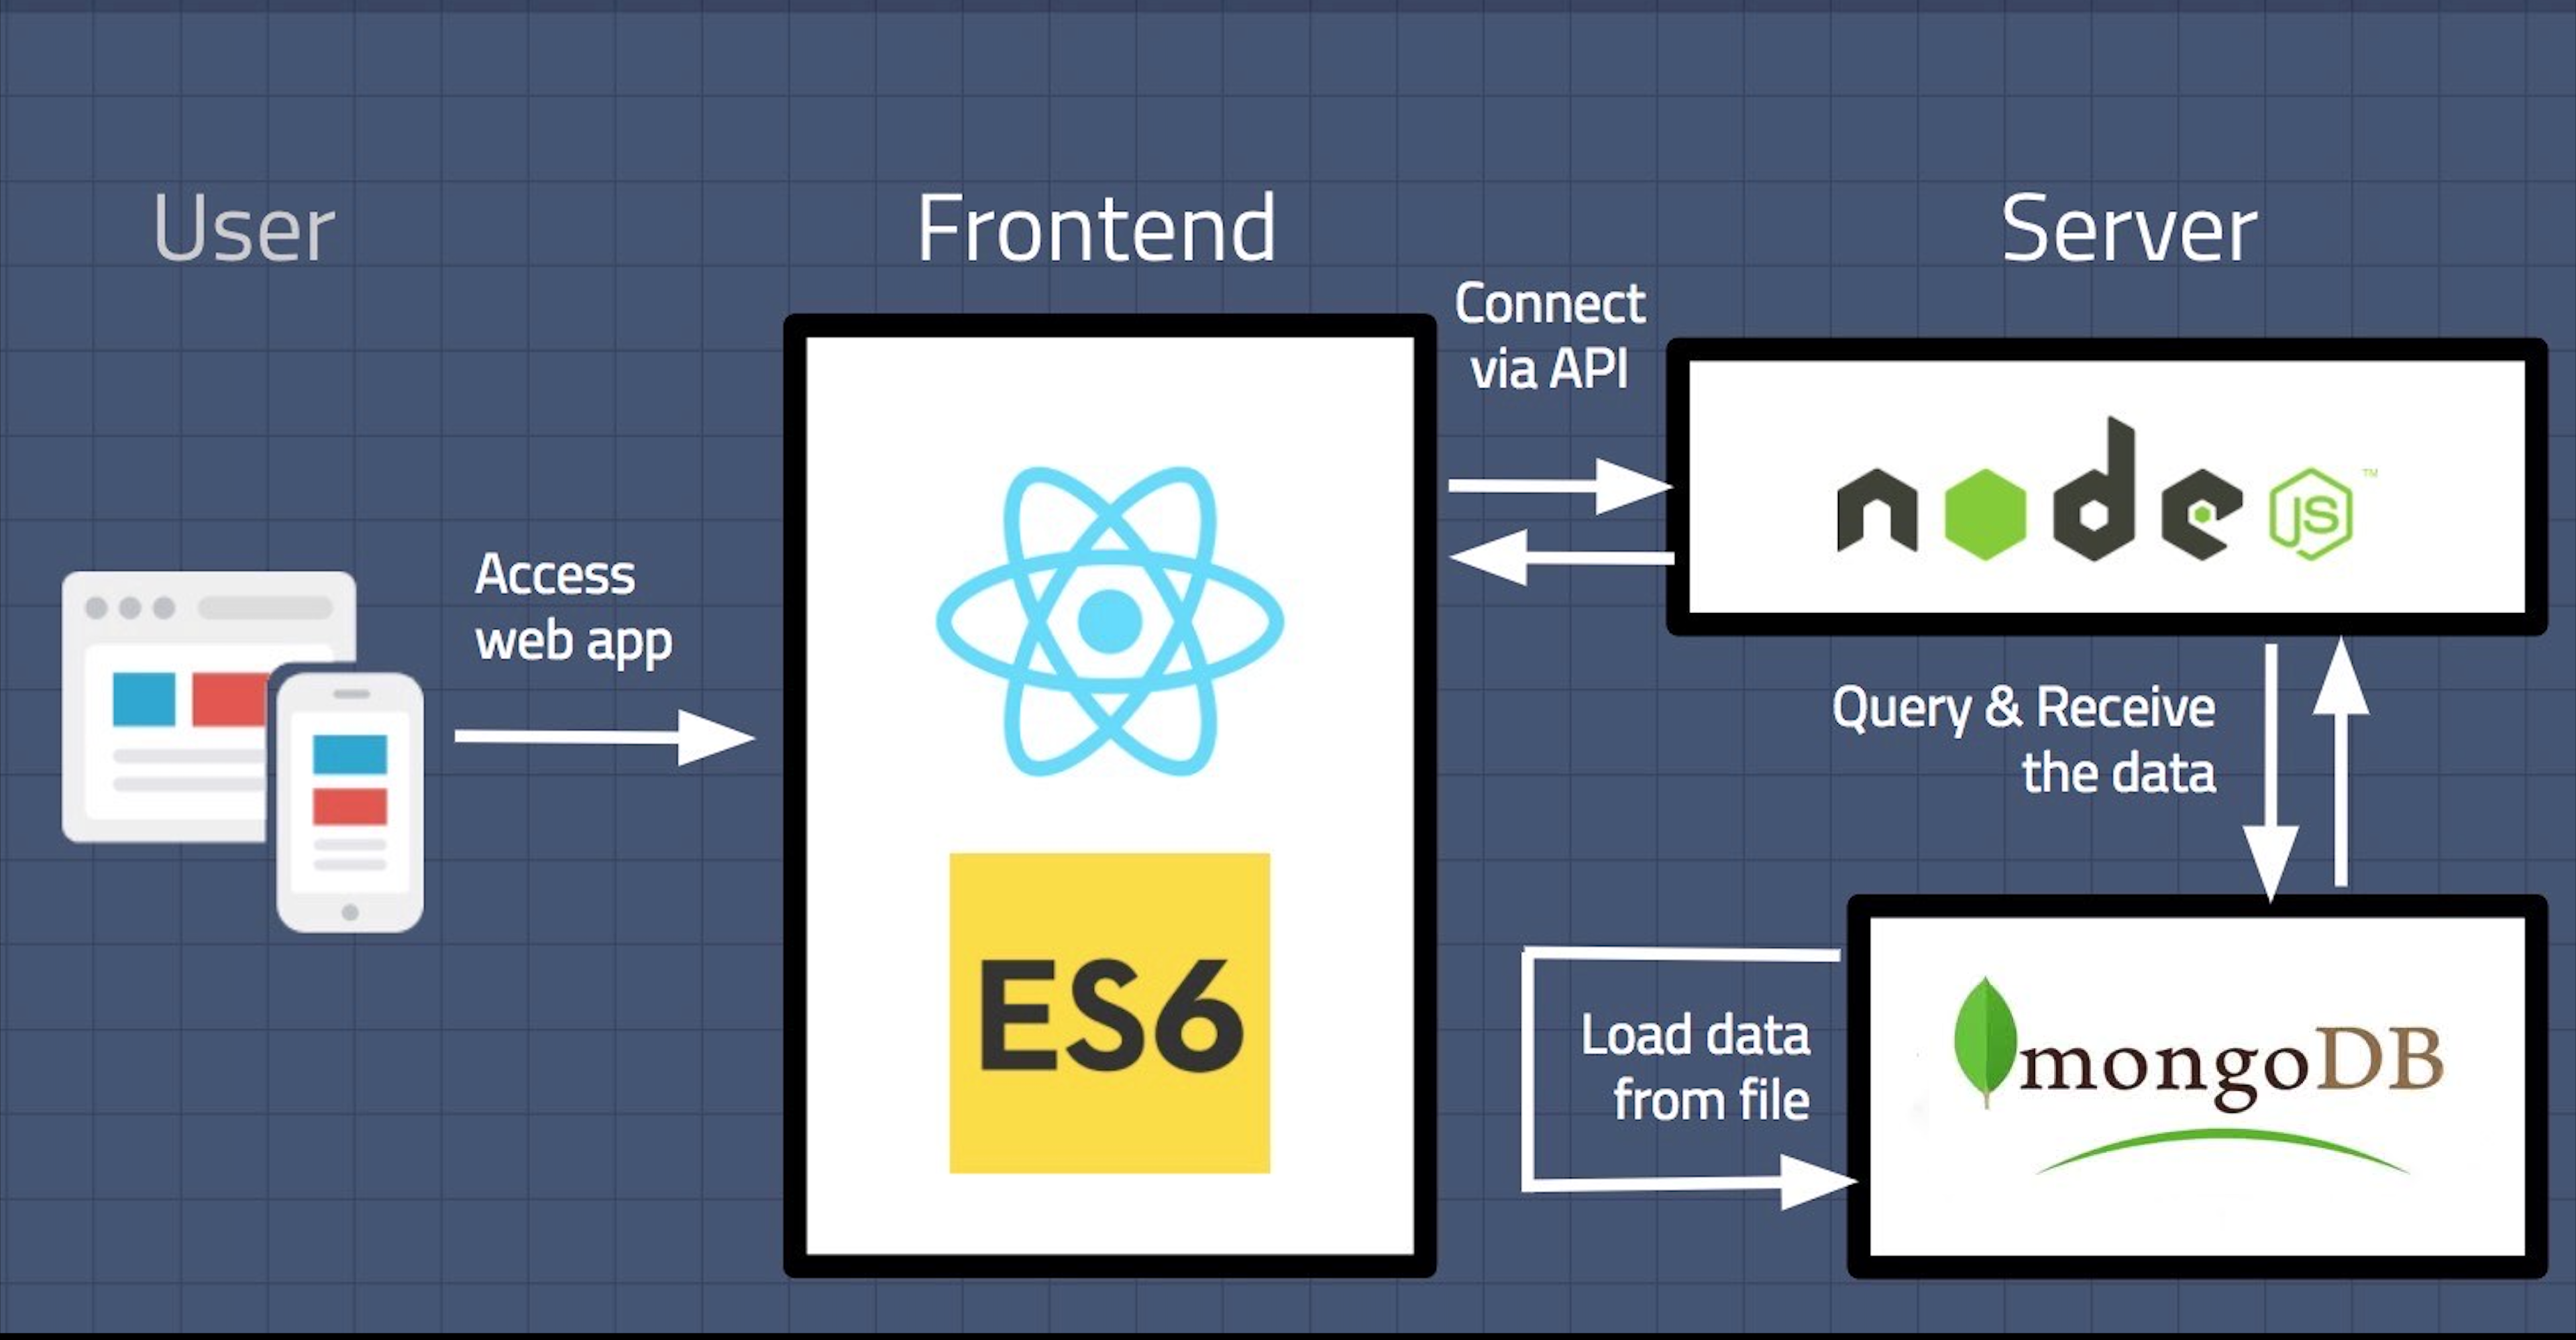 User
Frontend
Server
Connect
via API
node JS ™
Access
web app
Query & Receive
the data
ES6
Load data
from file
mongoDB